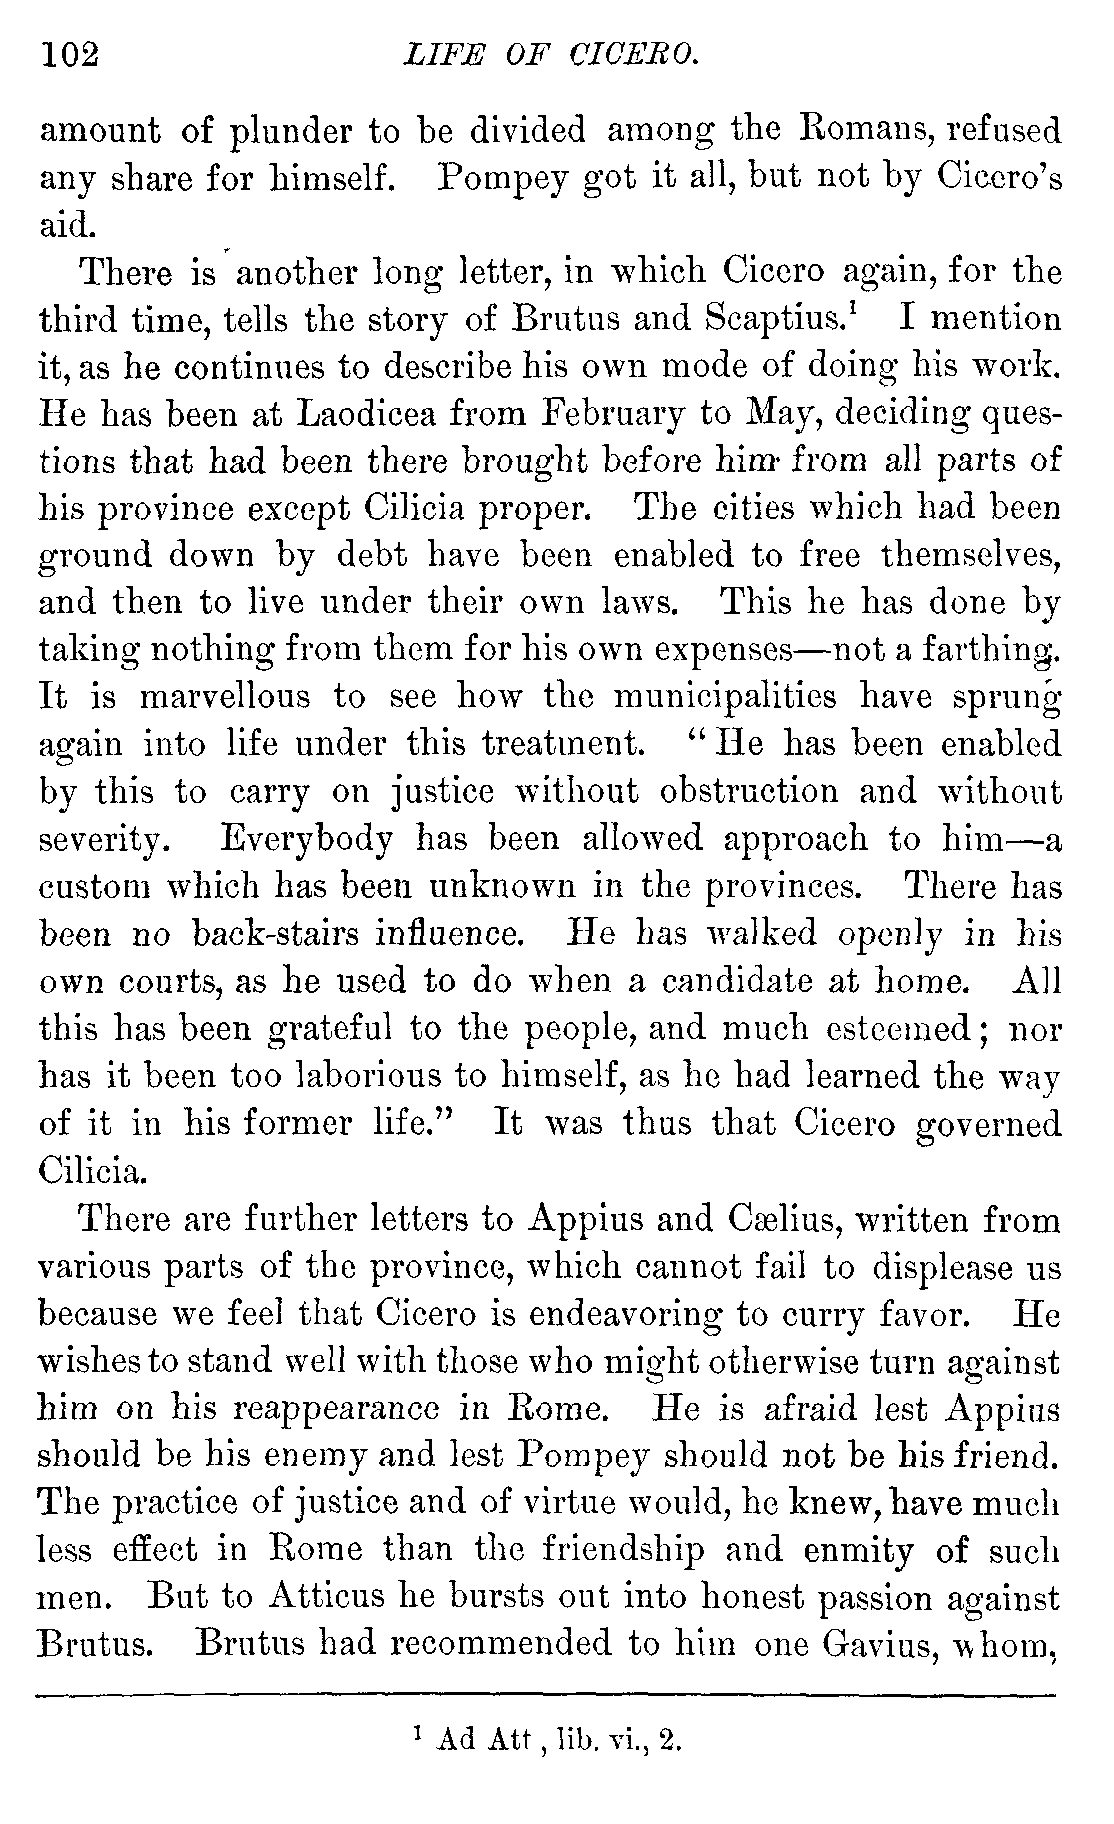 102 LIFE OF CICERO.
amount of plunder to be divided among the Romans, refused
any share for himself. Pompey got it all, but not by Cicero's
aid.
There is another long letter, in which Cicero again, for the
third time, tells the story of Brutus and Scaptius.¹ I mention
it, as he continues to describe his own mode of doing his work.
He has been at Laodicea from February to May, deciding ques-
tions that had been there brought before him from all parts of
his province except Cilicia proper. The cities which had been
ground down by debt have been enabled to free themselves,
and then to live under their own laws. This he has done by
taking nothing from them for his own expenses—not a farthing.
It is marvellous to see how the municipalities have sprung
again into life under this treatment. "He has been enabled
by this to carry on justice without obstruction and without
severity. Everybody has been allowed approach to him—a
custom which has been unknown in the provinces. There has
been no back-stairs influence. He has walked openly in his
own courts, as he used to do when a candidate at home. All
this has been grateful to the people, and much esteemed; nor
has it been too laborious to himself, as he had learned the way
of it in his former life." It was thus that Cicero governed
Cilicia.
There are further letters to Appius and Cælius, written from
various parts of the province, which cannot fail to displease us
because we feel that Cicero is endeavoring to curry favor. He
wishes to stand well with those who might otherwise turn against
him on his reappearance in Rome. He is afraid lest Appius
should be his enemy and lest Pompey should not be his friend.
The practice of justice and of virtue would, he knew, have much
less effect in Rome than the friendship and enmity of such
men. But to Atticus he bursts out into honest passion against
Brutus. Brutus had recommended to him one Gavius, whom,
¹ Ad Att, lib. vi., 2.